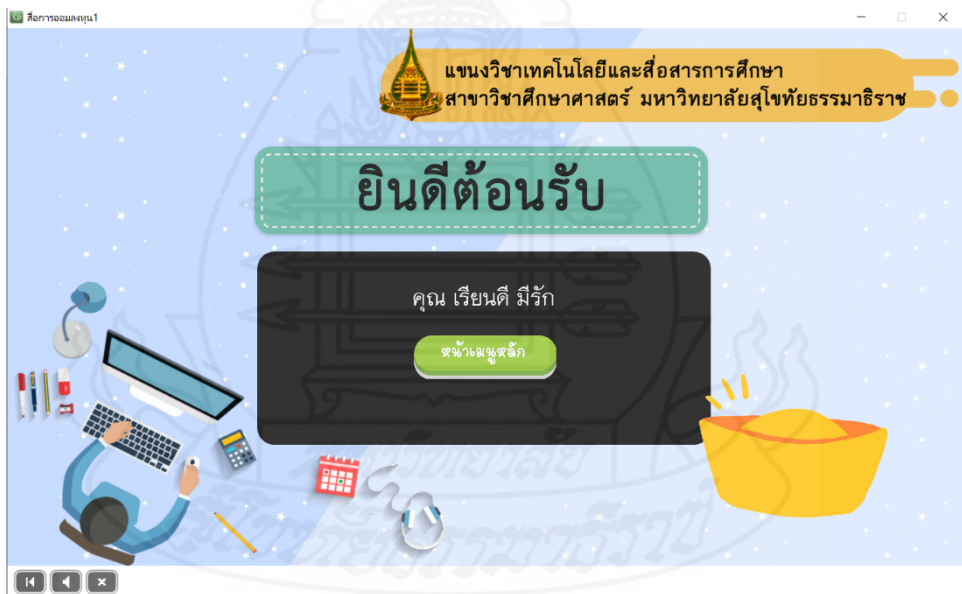 สื่อการออมลงทุน1
แขนงวิชาเทคโนโลยีและสื่อสารการศึกษา
สาขาวิชาศึกษาศาสตร์ มหาวิทยาลัยสุโขทัยธรรมาธิราช
ยินดีต้อนรับ
คุณ เรียนดี มีรัก
หน้าเมนูหลัก